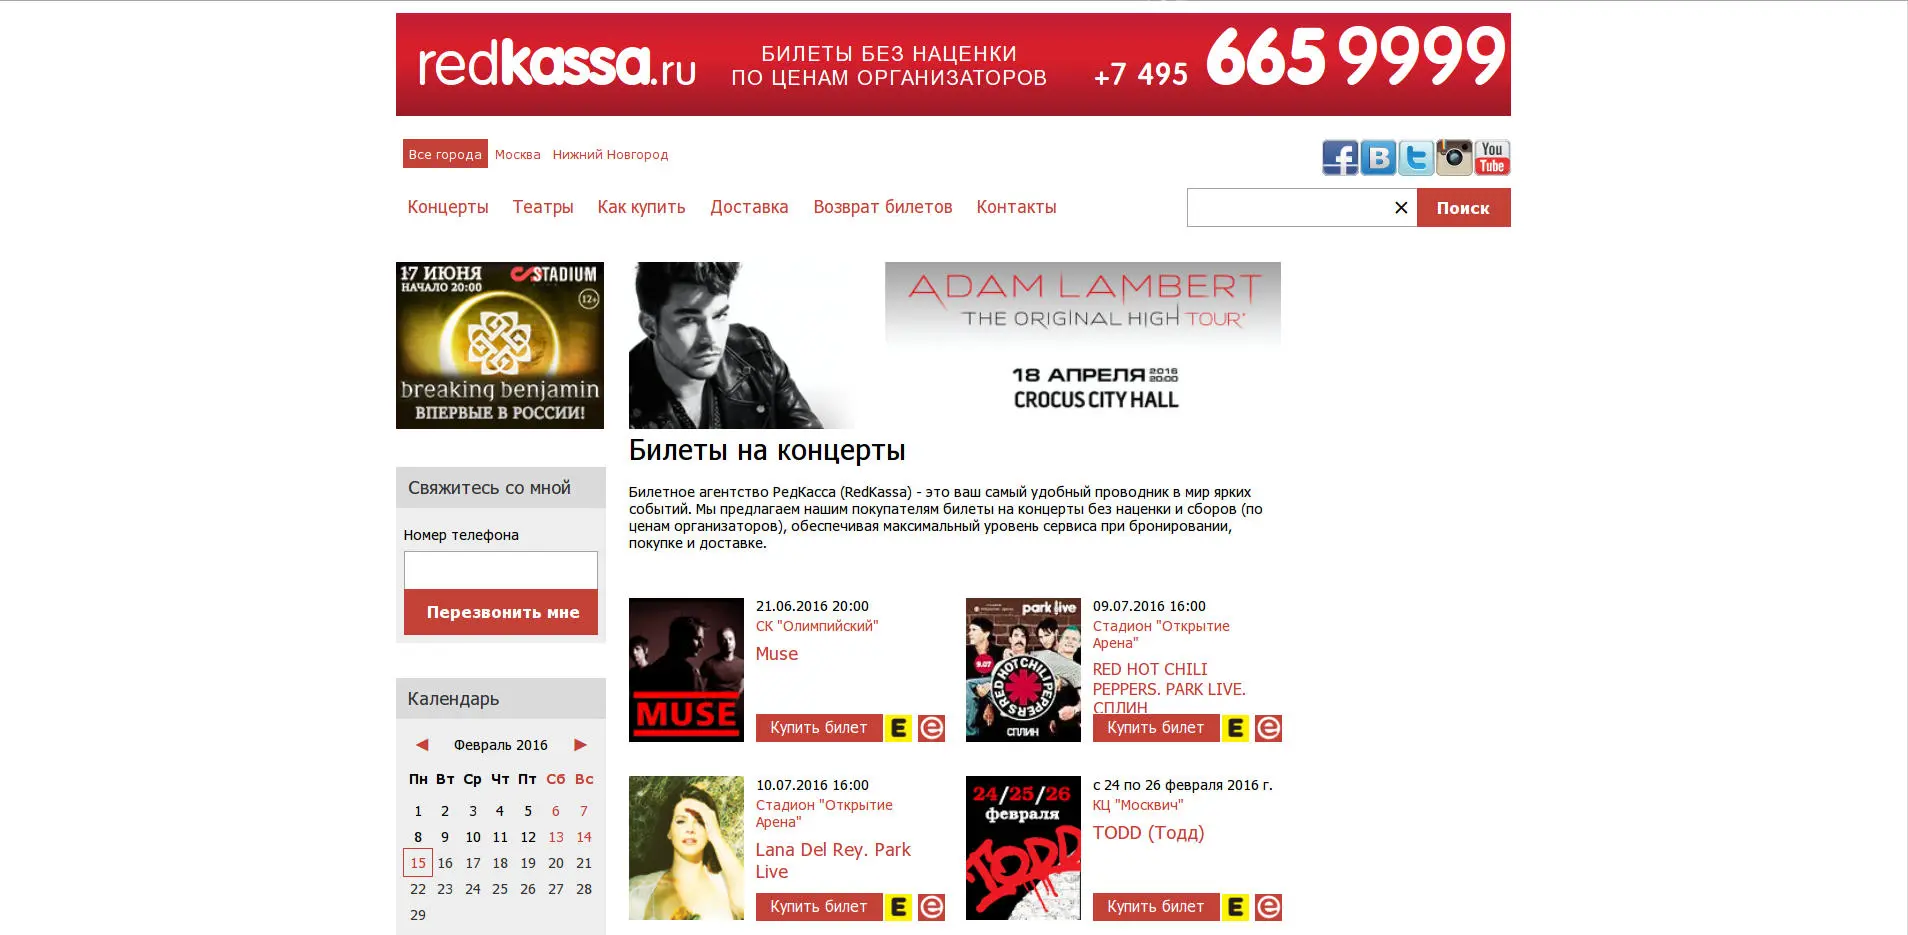 redkassa.ru
БИЛЕТЫ БЕЗ НАЦЕНКИ
ПО ЦЕНАМ ОРГАНИЗАТОРОВ
+7 495 665 9999
Все города Москва Нижний Новгород
You
Tube
Концерты Театры Как купить Доставка Возврат билетов Контакты
× Поиск
17 ИЮНЯ
НАЧАЛО 20:00
STADIUM
12+
breaking benjamin
ВПЕРВЫЕ В РОССИИ!
ADAM LAMBERT
THE ORIGINAL HIGH TOUR
18 АПРЕЛЯ 2016 20:00
CROCUS CITY HALL
Свяжитесь со мной
Номер телефона
Перезвонить мне
Календарь
◀ Февраль 2016 ▶
Пн Вт Ср Чт Пт Сб Вс
1 2 3 4 5 6 7
8 9 10 11 12 13 14
15 16 17 18 19 20 21
22 23 24 25 26 27 28
29
Билеты на концерты
Билетное агентство РедКасса (RedKassa) - это ваш самый удобный проводник в мир ярких
событий. Мы предлагаем нашим покупателям билеты на концерты без наценки и сборов (по
ценам организаторов), обеспечивая максимальный уровень сервиса при бронировании,
покупке и доставке.
MUSE
21.06.2016 20:00
СК "Олимпийский"
Muse
Купить билет E e
park live
9.07
RED HOT CHILI PEPPERS
СПЛИН
09.07.2016 16:00
Стадион "Открытие
Арена"
RED HOT CHILI
PEPPERS. PARK LIVE.
СПЛИН
Купить билет E e
10.07.2016 16:00
Стадион "Открытие
Арена"
Lana Del Rey. Park
Live
Купить билет E e
24/25/26
февраля
TODD
с 24 по 26 февраля 2016 г.
КЦ "Москвич"
TODD (Тодд)
Купить билет E e